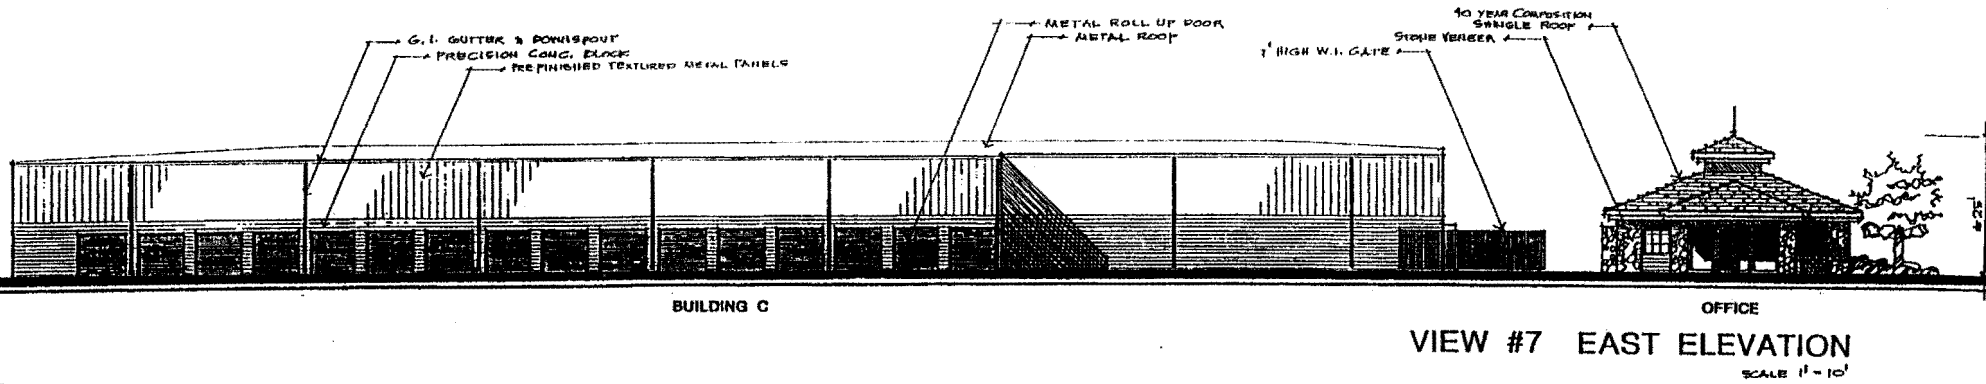 G.I. GUTTER & DOWNSPOUT
PRECISION CONC. BLOCK
PREFINISHED TEXTURED METAL PANELS
METAL ROLL UP DOOR
METAL ROOF
7' HIGH W.I. GATE
40 YEAR COMPOSITION
SHINGLE ROOF
STONE VENEER
BUILDING C
OFFICE
VIEW #7 EAST ELEVATION
SCALE 1" = 10'